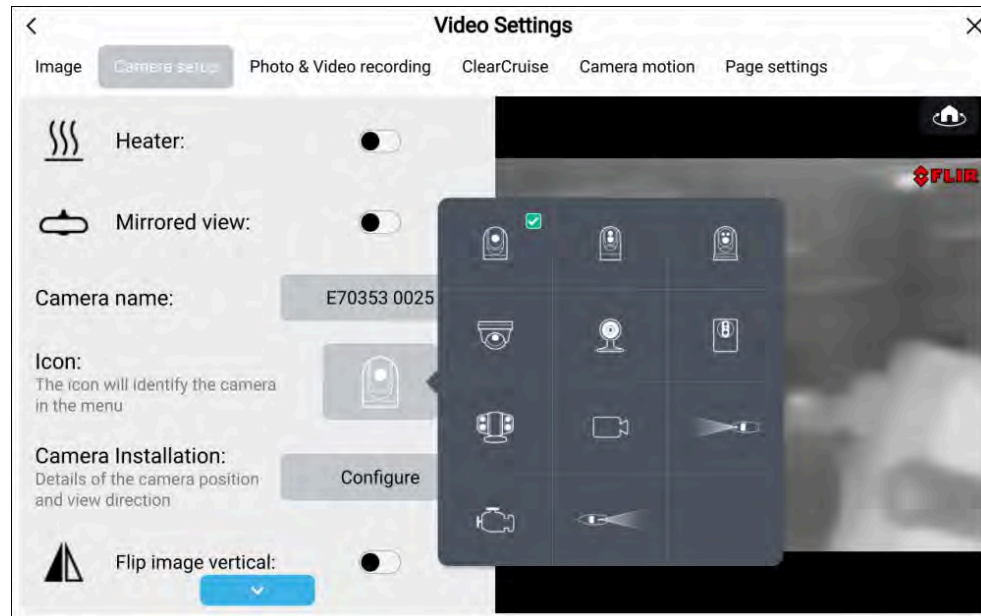 Video Settings
Image Camera setup Photo & Video recording ClearCruise Camera motion Page settings
Heater:
FLIR
Mirrored view:
Camera name: E70353 0025
Icon:
The icon will identify the camera
in the menu
Camera Installation:
Details of the camera position
and view direction
Configure
Flip image vertical: